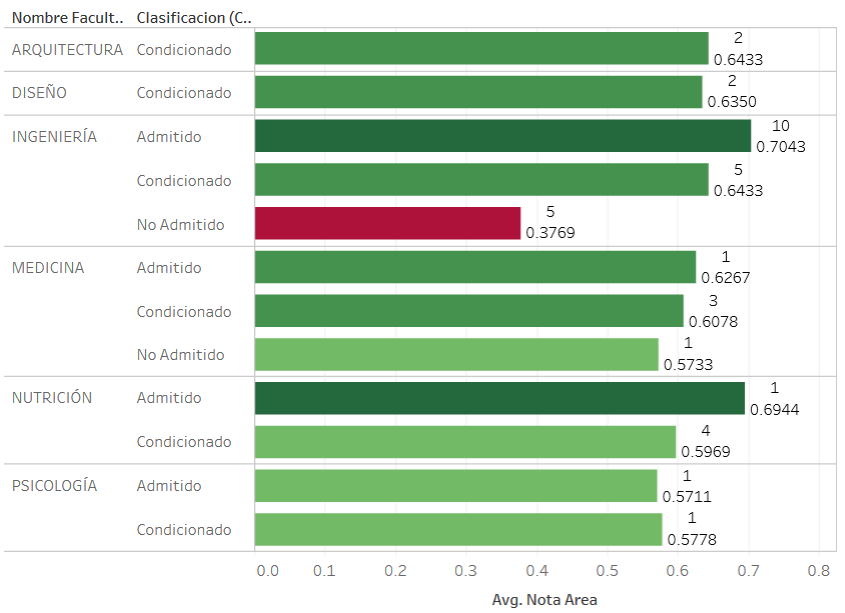 Nombre Facult.. Clasificacion (C..
ARQUITECTURA Condicionado 2
0.6433
DISEÑO Condicionado 2
0.6350
INGENIERÍA Admitido 10
0.7043
Condicionado 5
0.6433
No Admitido 5
0.3769
MEDICINA Admitido 1
0.6267
Condicionado 3
0.6078
No Admitido 1
0.5733
NUTRICIÓN Admitido 1
0.6944
Condicionado 4
0.5969
PSICOLOGÍA Admitido 1
0.5711
Condicionado 1
0.5778
0.0 0.1 0.2 0.3 0.4 0.5 0.6 0.7 0.8
Avg. Nota Area